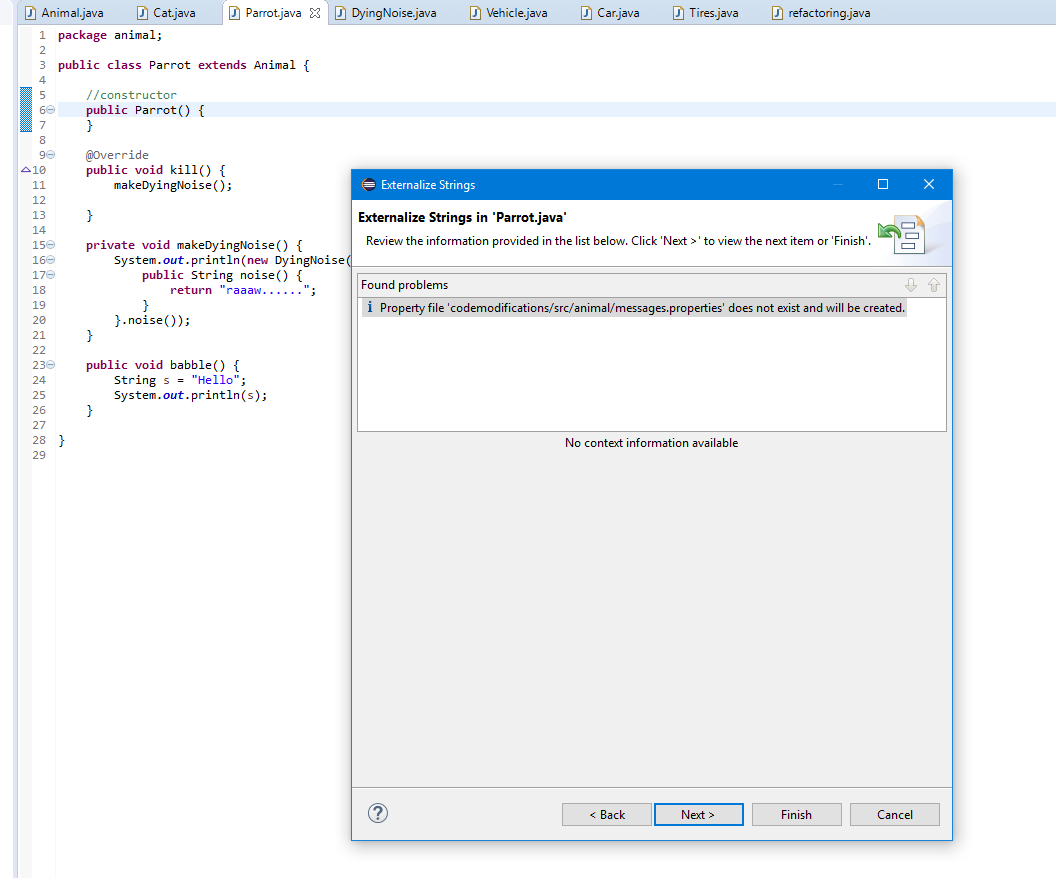 Animal.java Cat.java Parrot.java DyingNoise.java Vehicle.java Car.java Tires.java refactoring.java
1 package animal;
2
3 public class Parrot extends Animal {
4
5 //constructor
6 public Parrot() {
7 }
8
9 @Override
10 public void kill() {
11 makeDyingNoise();
12
13 }
14
15 private void makeDyingNoise() {
16 System.out.println(new DyingNoise(
17 public String noise() {
18 return "raaaw......";
19 }
20 }.noise());
21 }
22
23 public void babble() {
24 String s = "Hello";
25 System.out.println(s);
26 }
27
28 }
29
Externalize Strings
Externalize Strings in 'Parrot.java'
Review the information provided in the list below. Click 'Next >' to view the next item or 'Finish'.
Found problems
i Property file 'codemodifications/src/animal/messages.properties' does not exist and will be created.
No context information available
? < Back Next > Finish Cancel